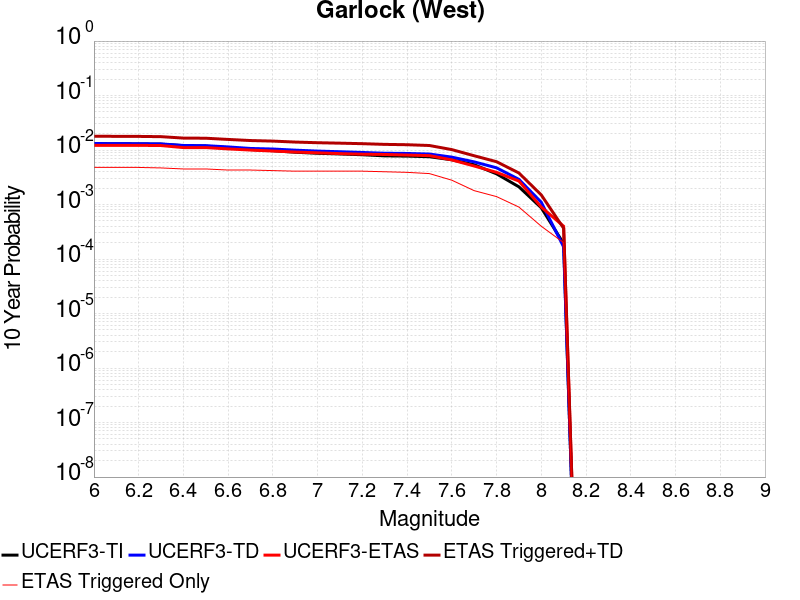 Garlock (West)
10^0
10^-1
10^-2
10^-3
10^-4
10^-5
10^-6
10^-7
10^-8
10 Year Probability
6 6.2 6.4 6.6 6.8 7 7.2 7.4 7.6 7.8 8 8.2 8.4 8.6 8.8 9
Magnitude
UCERF3-TI UCERF3-TD UCERF3-ETAS ETAS Triggered+TD
ETAS Triggered Only